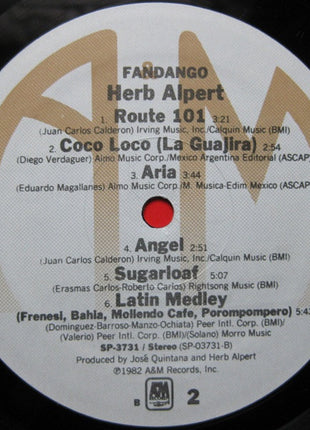 A&M
FANDANGO
Herb Alpert
1. Route 101 3:21
(Juan Carlos Calderon) Irving Music, Inc./Calquin Music (BMI)
2. Coco Loco (La Guajira) 2:54
(Diego Verdaguer) Almo Music Corp./Mexico Argentina Editorial (ASCAP)
3. Aria 3:44
(Eduardo Magallanes) Almo Music Corp./M. Musica-Edim Mexico (ASCAP)
4. Angel 2:51
(Juan Carlos Calderon) Irving Music, Inc./Calquin Music (BMI)
5. Sugarloaf 5:07
(Erasmas Carlos-Roberto Carlos) Rightsong Music (BMI)
6. Latin Medley
(Frenesi, Bahia, Moliendo Cafe, Porompompero) 5:43
(Dominguez-Barroso-Manzo-Ochiata) Peer Intl. Corp. (BMI)/
(Valerio) Peer Intl. Corp. (BMI)/(Solano) Morro Music
SP-3731 / Stereo (SP-03731-B)
Produced by José Quintana and Herb Alpert
℗1982 A&M Records, Inc.
B A&M RECORDS 2